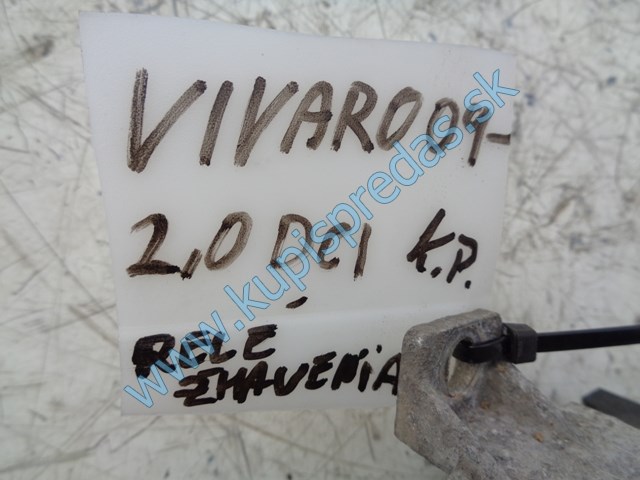 VIVARO 09-
2,0 DCI K.P.
RELE
ŽHAVENIA
www.kupispredas.sk